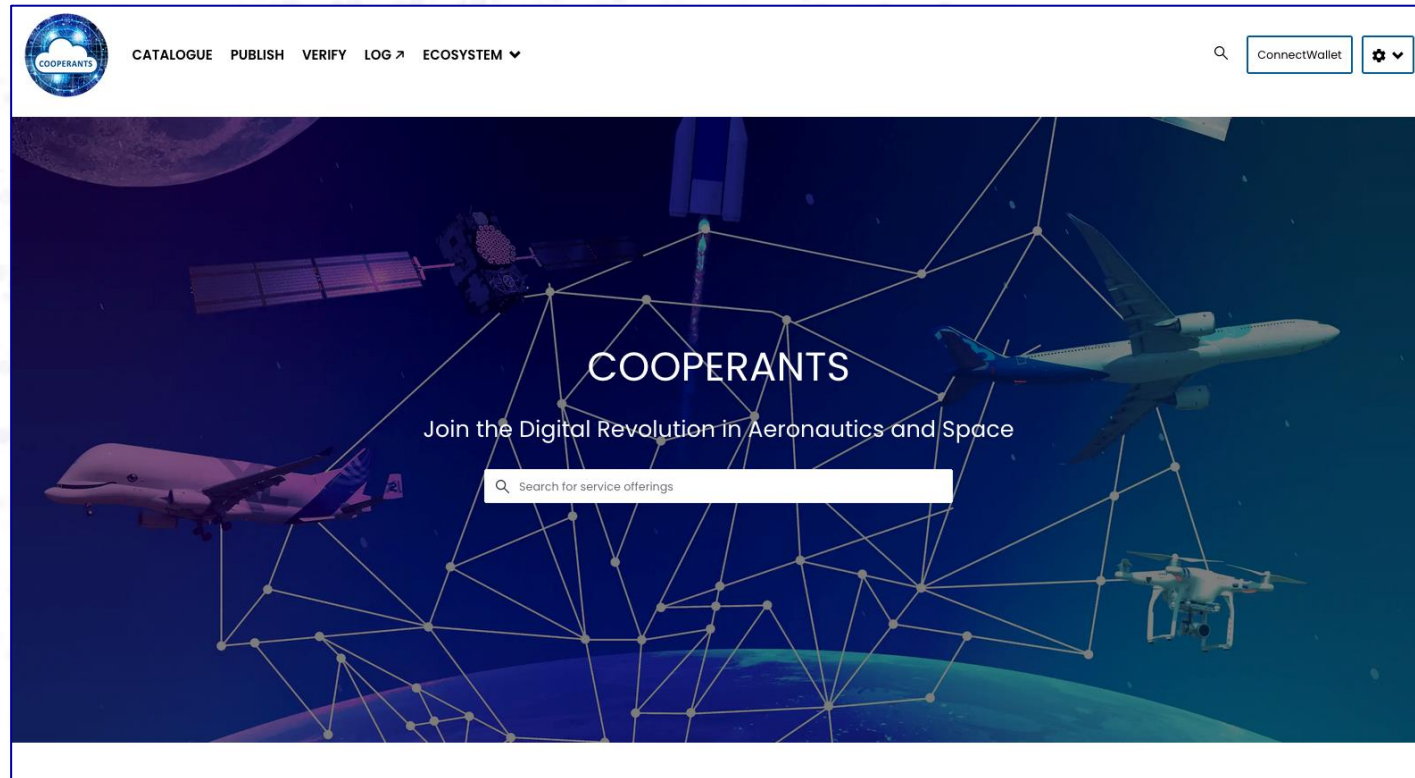 COOPERANTS
CATALOGUE PUBLISH VERIFY LOG ECOSYSTEM
ConnectWallet
COOPERANTS
Join the Digital Revolution in Aeronautics and Space
Search for service offerings